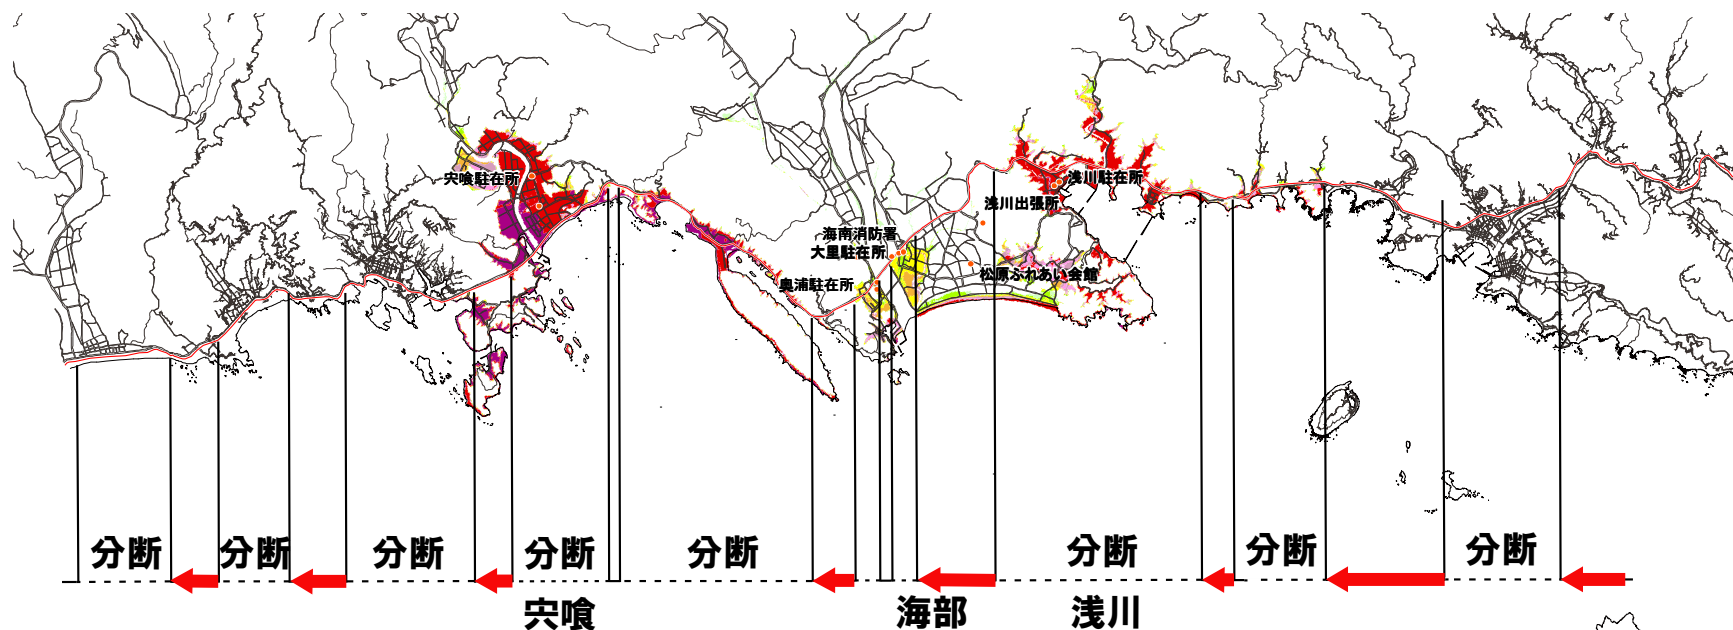 宍喰駐在所
浅川駐在所
浅川出張所
海南消防署
大里駐在所
松原ふれあい会館
奥浦駐在所
分断
分断
分断
分断
分断
分断
分断
分断
宍喰
海部
浅川